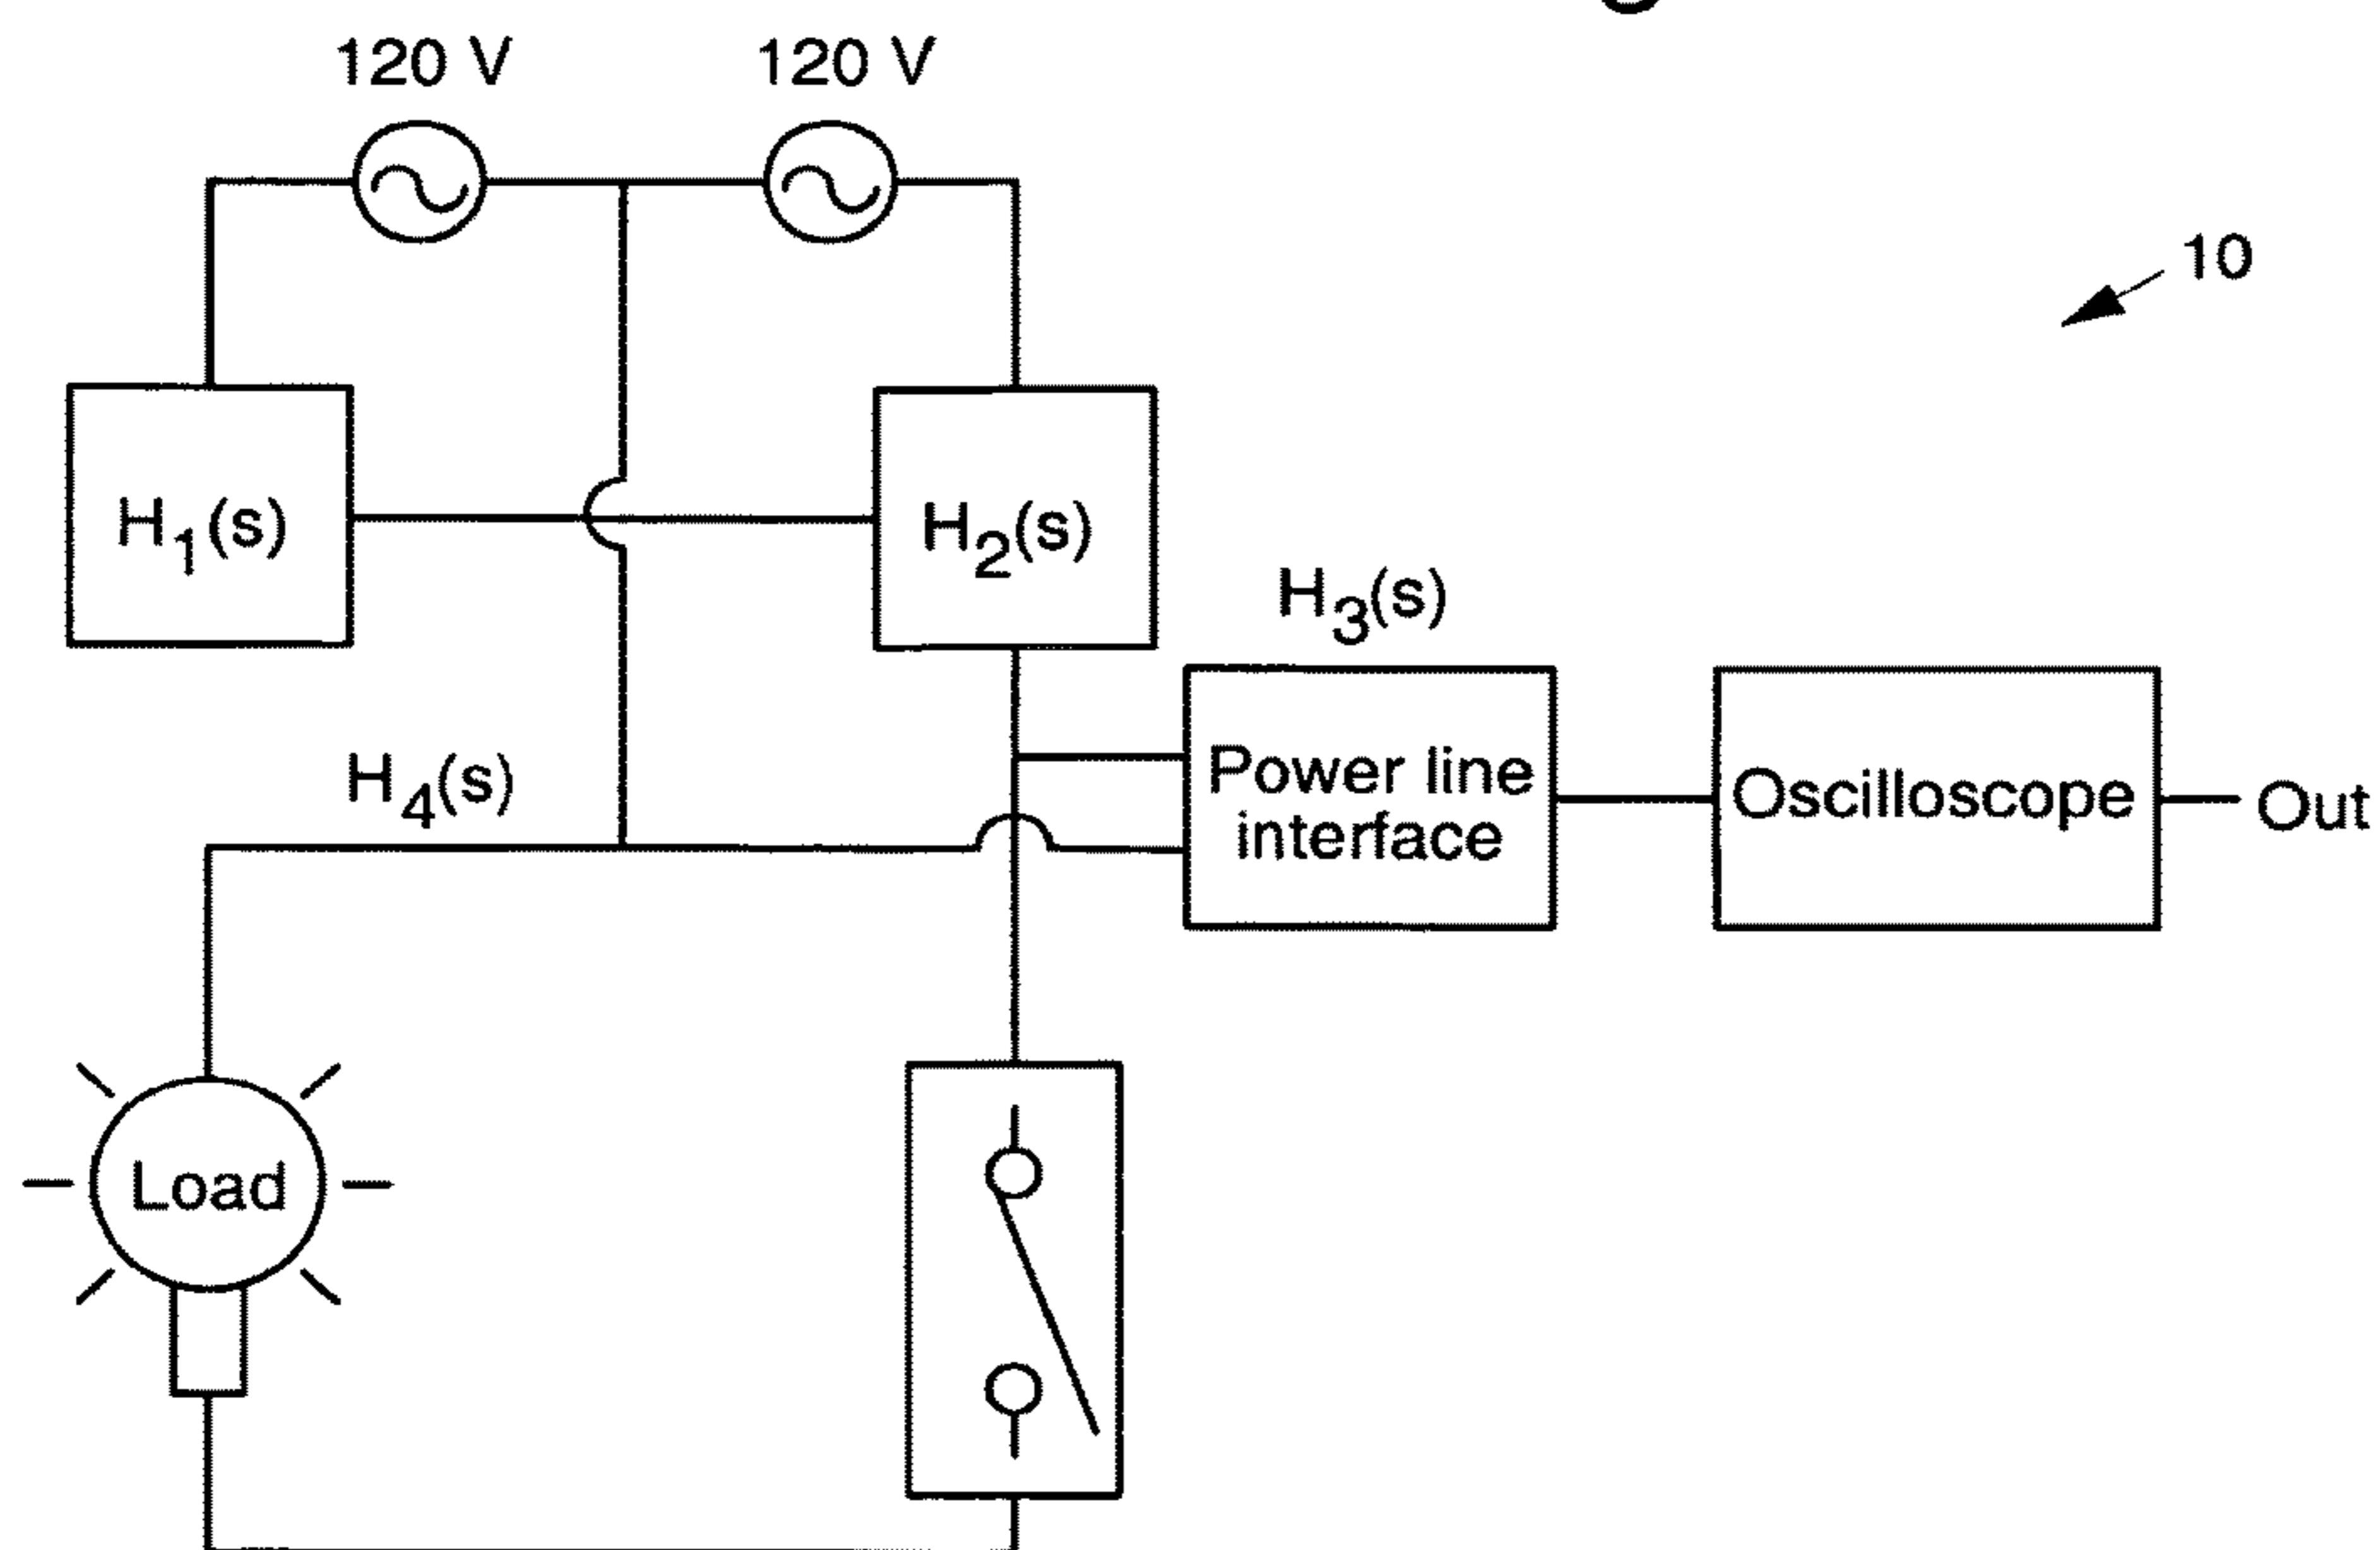 120 V
120 V
10
H1(s)
H2(s)
H3(s)
H4(s)
Power line
interface
Oscilloscope
Out
Load